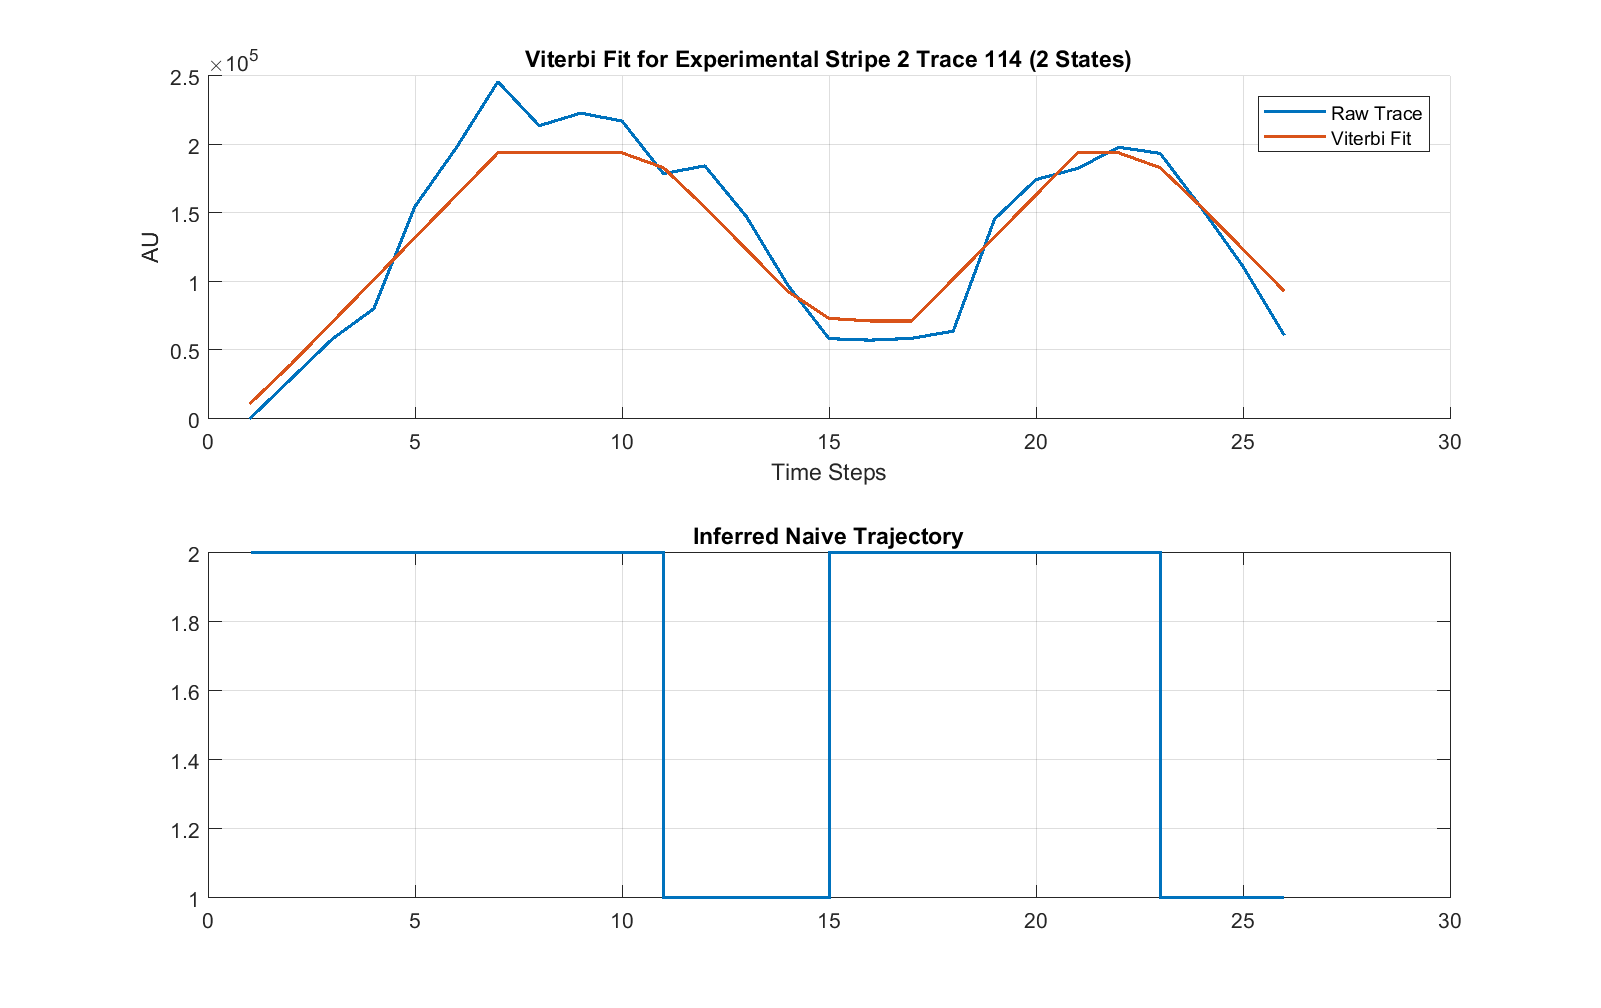 Viterbi Fit for Experimental Stripe 2 Trace 114 (2 States)
×10⁵
2.5
2
1.5
1
0.5
0
AU
Raw Trace
Viterbi Fit
0 5 10 15 20 25 30
Time Steps
Inferred Naive Trajectory
2
1.8
1.6
1.4
1.2
1
0 5 10 15 20 25 30